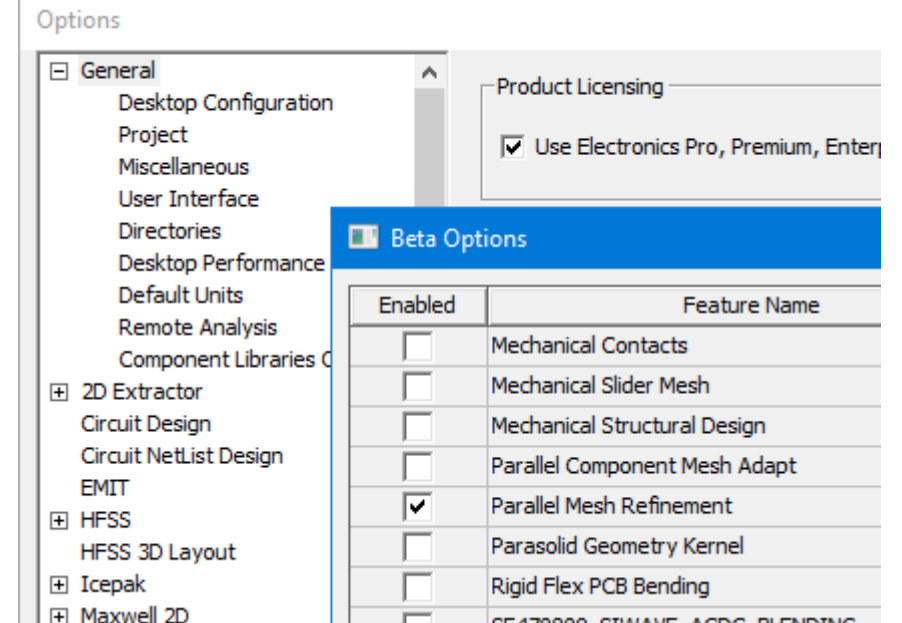 Options
General
Desktop Configuration
Project
Miscellaneous
User Interface
Directories
Desktop Performance
Default Units
Remote Analysis
Component Libraries
2D Extractor
Circuit Design
Circuit NetList Design
EMIT
HFSS
HFSS 3D Layout
Icepak
Maxwell 2D
Product Licensing
Use Electronics Pro, Premium,
Beta Options
Enabled Feature Name
Mechanical Contacts
Mechanical Slider Mesh
Mechanical Structural Design
Parallel Component Mesh Adapt
Parallel Mesh Refinement
Parasolid Geometry Kernel
Rigid Flex PCB Bending